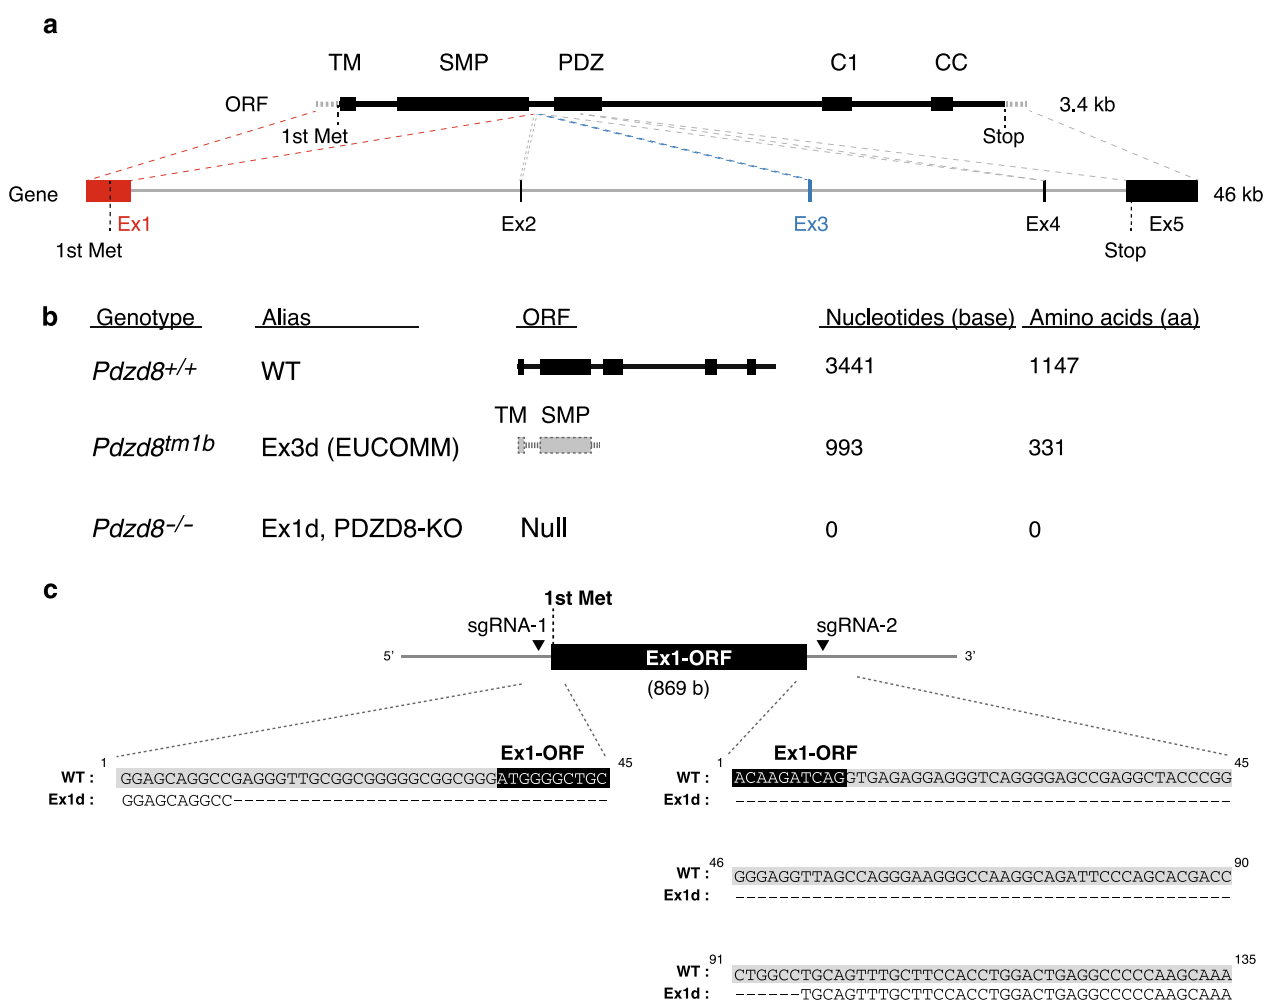 a
TM SMP PDZ C1 CC
ORF 3.4 kb
1st Met Stop
Gene 46 kb
Ex1 Ex2 Ex3 Ex4 Ex5
1st Met Stop
b Genotype Alias ORF Nucleotides (base) Amino acids (aa)
Pdzd8+/+ WT 3441 1147
TM SMP
Pdzd8tm1b Ex3d (EUCOMM) 993 331
Pdzd8-/- Ex1d, PDZD8-KO Null 0 0
c
1st Met
sgRNA-1 sgRNA-2
5’ Ex1-ORF 3’
(869 b)
Ex1-ORF
1 45
WT : GGAGCAGGCCGAGGGTTGCGGCGGGGGCGGCGGGATGGGGCTGC
Ex1d : GGAGCAGGCC----------------------------------
Ex1-ORF
1 45
WT : ACAAGATCAGGTGAGAGGAGGGTCAGGGGAGCCGAGGCTACCCGG
Ex1d : ---------------------------------------------
46 90
WT : GGGAGGTTAGCCAGGGAAGGGCCAAGGCAGATTCCCAGCACGACC
Ex1d : ---------------------------------------------
91 135
WT : CTGGCCTGCAGTTTGCTTCCACCTGGACTGAGGCCCCCAAGCAAA
Ex1d : ------TGCAGTTTGCTTCCACCTGGACTGAGGCCCCCAAGCAAA